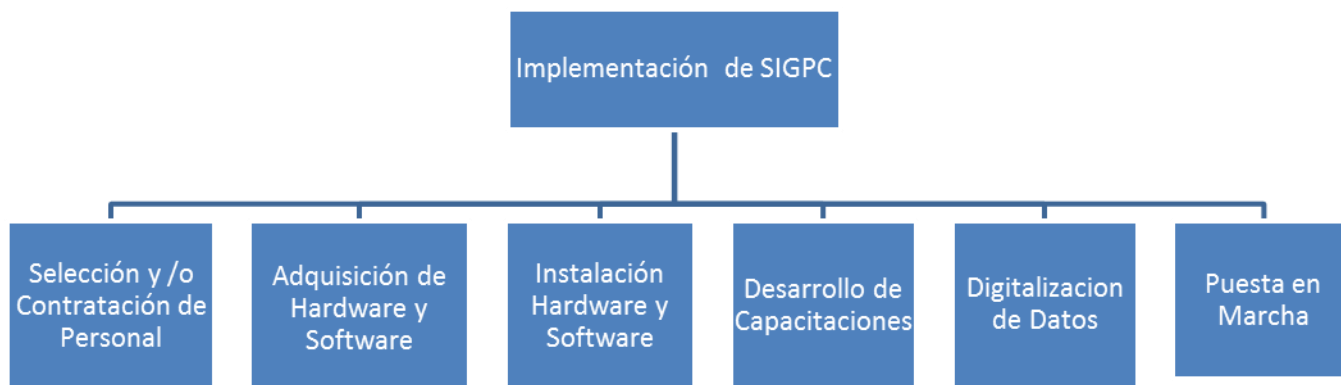 Implementación de SIGPC
Selección y /o
Contratación de
Personal
Adquisición de
Hardware y
Software
Instalación
Hardware y
Software
Desarrollo de
Capacitaciones
Digitalizacion
de Datos
Puesta en
Marcha